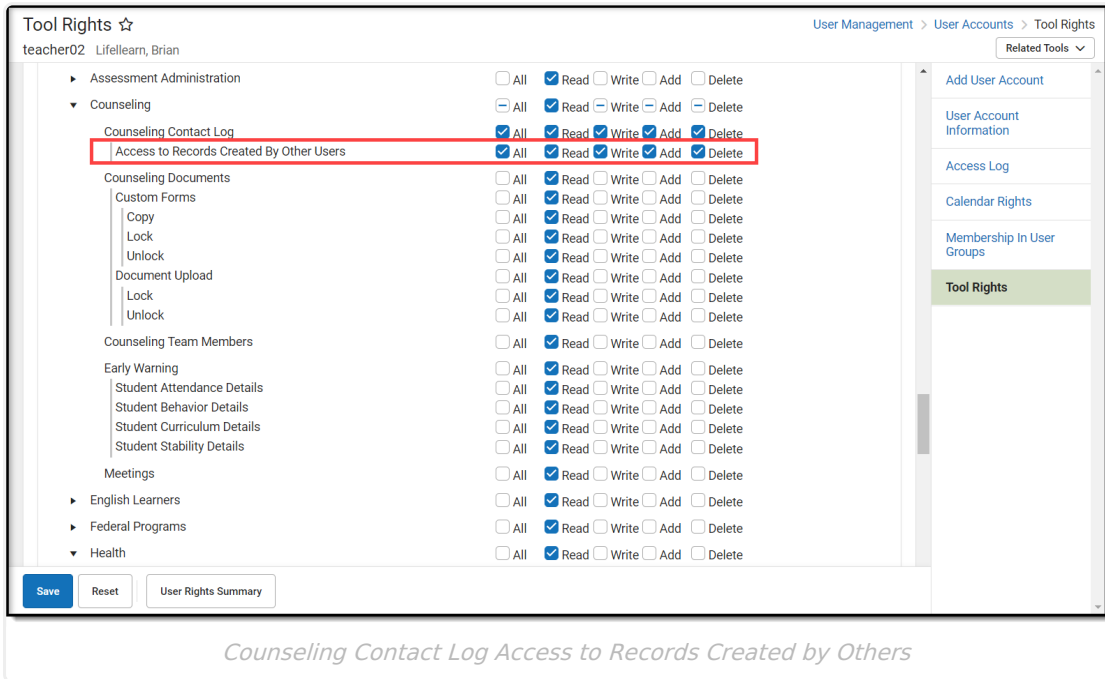 Tool Rights
User Management > User Accounts > Tool Rights
teacher02 Lifellearn, Brian
Related Tools
Assessment Administration All Read Write Add Delete
Counseling All Read Write Add Delete
Counseling Contact Log All Read Write Add Delete
Access to Records Created By Other Users All Read Write Add Delete
Counseling Documents All Read Write Add Delete
Custom Forms All Read Write Add Delete
Copy All Read Write Add Delete
Lock All Read Write Add Delete
Unlock All Read Write Add Delete
Document Upload All Read Write Add Delete
Lock All Read Write Add Delete
Unlock All Read Write Add Delete
Counseling Team Members All Read Write Add Delete
Early Warning All Read Write Add Delete
Student Attendance Details All Read Write Add Delete
Student Behavior Details All Read Write Add Delete
Student Curriculum Details All Read Write Add Delete
Student Stability Details All Read Write Add Delete
Meetings All Read Write Add Delete
English Learners All Read Write Add Delete
Federal Programs All Read Write Add Delete
Health All Read Write Add Delete
Add User Account
User Account
Information
Access Log
Calendar Rights
Membership In User
Groups
Tool Rights
Save Reset User Rights Summary
Counseling Contact Log Access to Records Created by Others